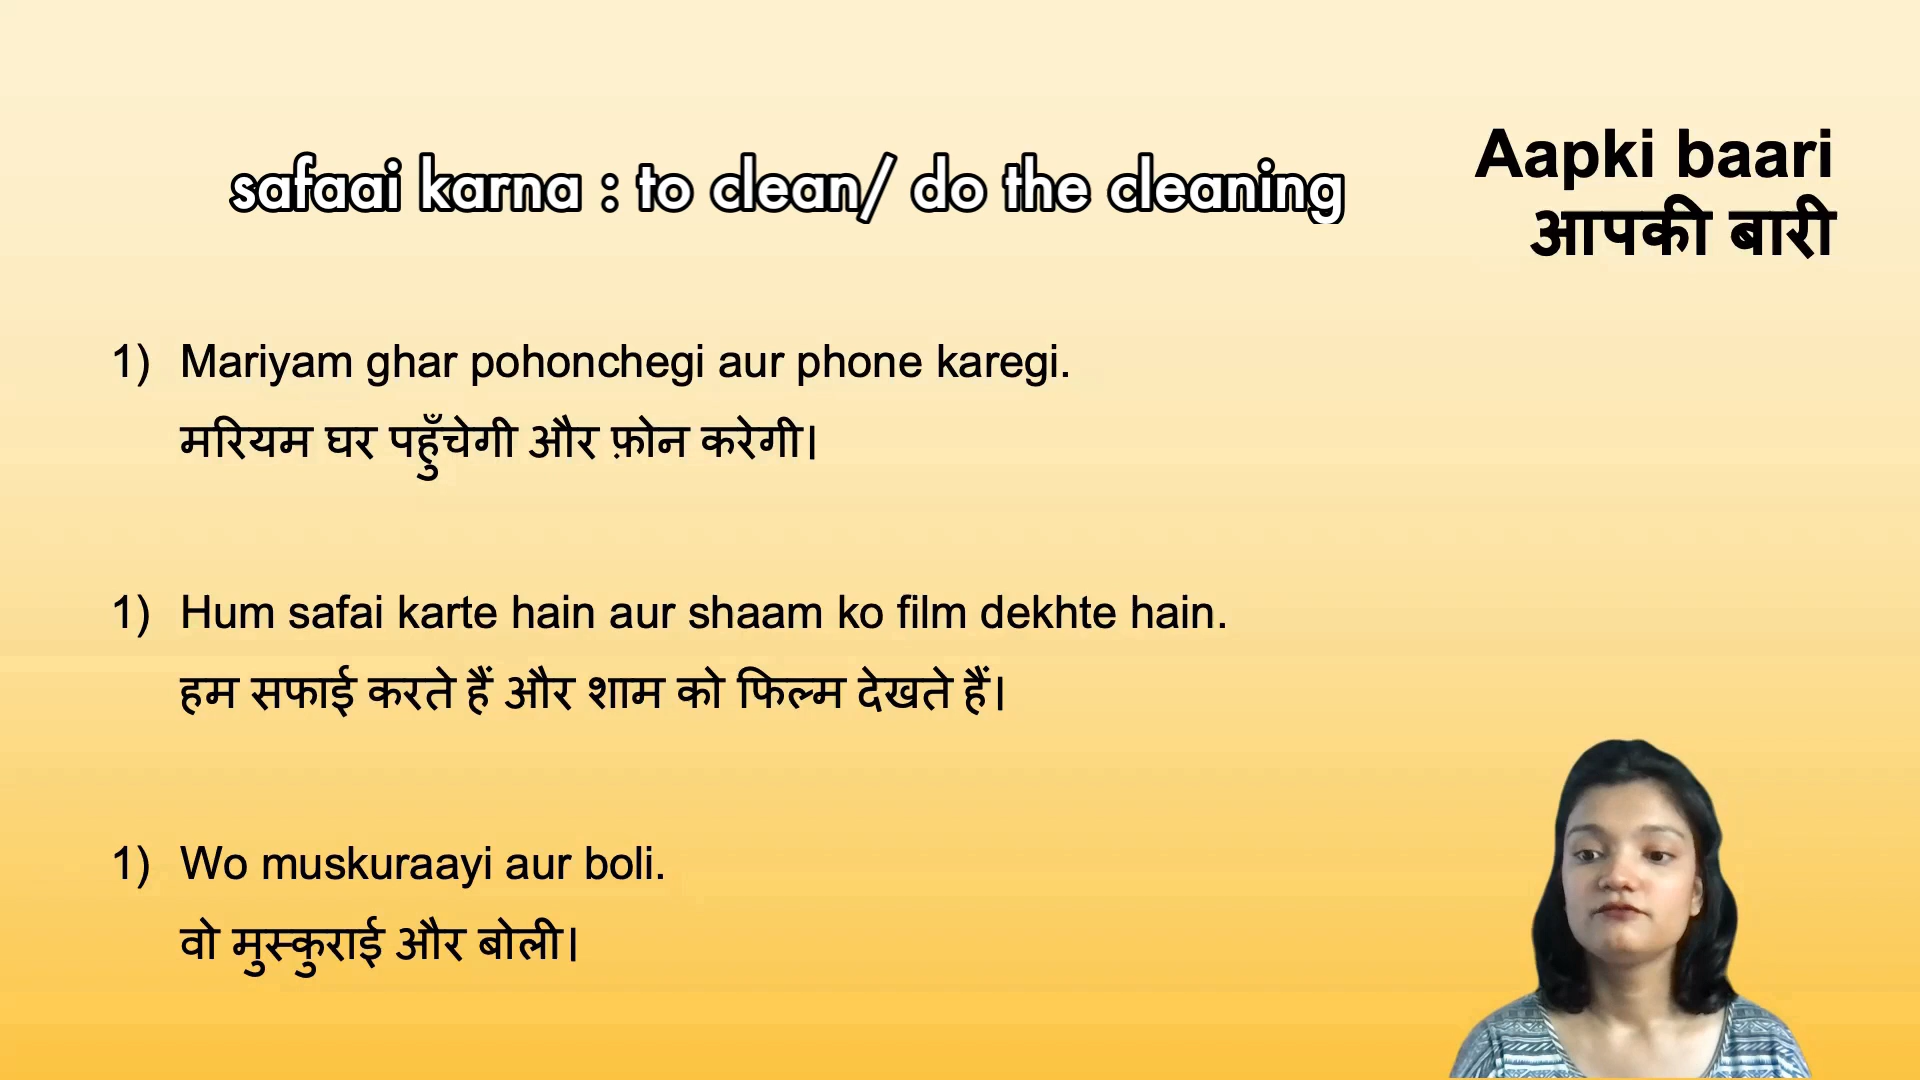 safaai karna : to clean/ do the cleaning
Aapki baari
आपकी बारी
1) Mariyam ghar pohonchegi aur phone karegi.
मरियम घर पहुँचेगी और फ़ोन करेगी।
1) Hum safai karte hain aur shaam ko film dekhte hain.
हम सफाई करते हैं और शाम को फिल्म देखते हैं।
1) Wo muskuraayi aur boli.
वो मुस्कुराई और बोली।